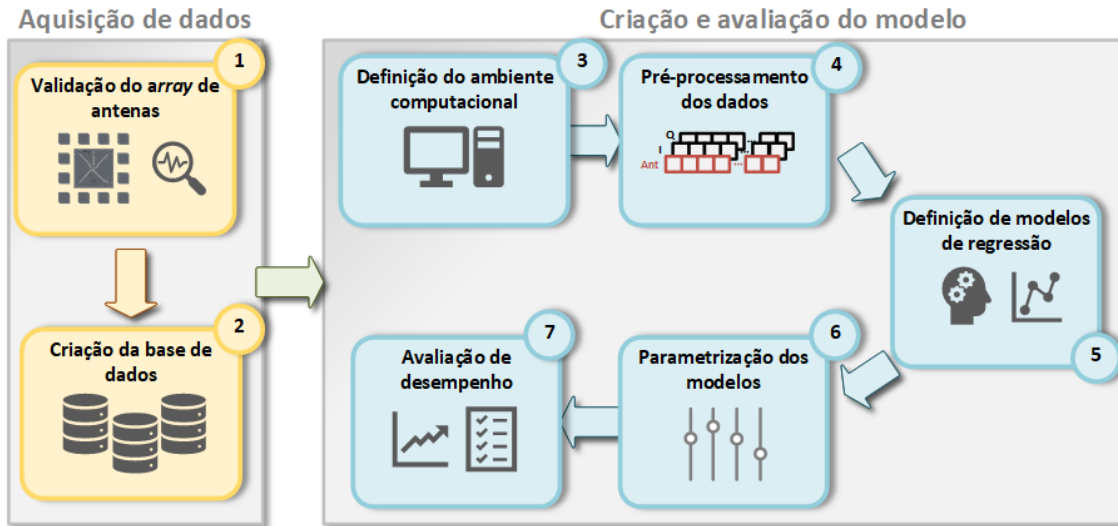 Aquisição de dados
1
Validação do array de
antenas
2
Criação da base de
dados
Criação e avaliação do modelo
3
Definição do ambiente
computacional
4
Pré-processamento
dos dados
Q
I
Ant
...
...
...
Definição de modelos
de regressão
5
6
Parametrização dos
modelos
7
Avaliação de
desempenho